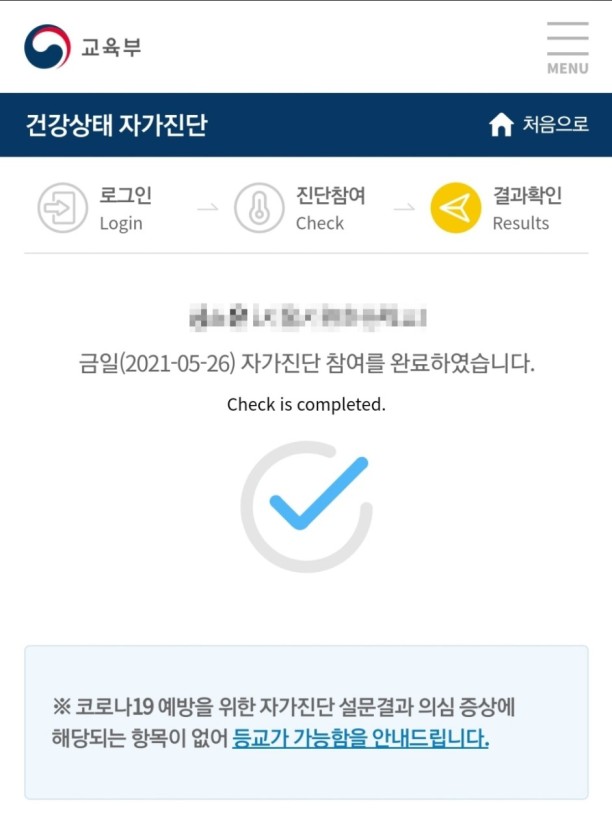 교육부
MENU
건강상태 자가진단
처음으로
로그인
Login
진단참여
Check
결과확인
Results
금일(2021-05-26) 자가진단 참여를 완료하였습니다.
Check is completed.
※ 코로나19 예방을 위한 자가진단 설문결과 의심 증상에
해당되는 항목이 없어 등교가 가능함을 안내드립니다.